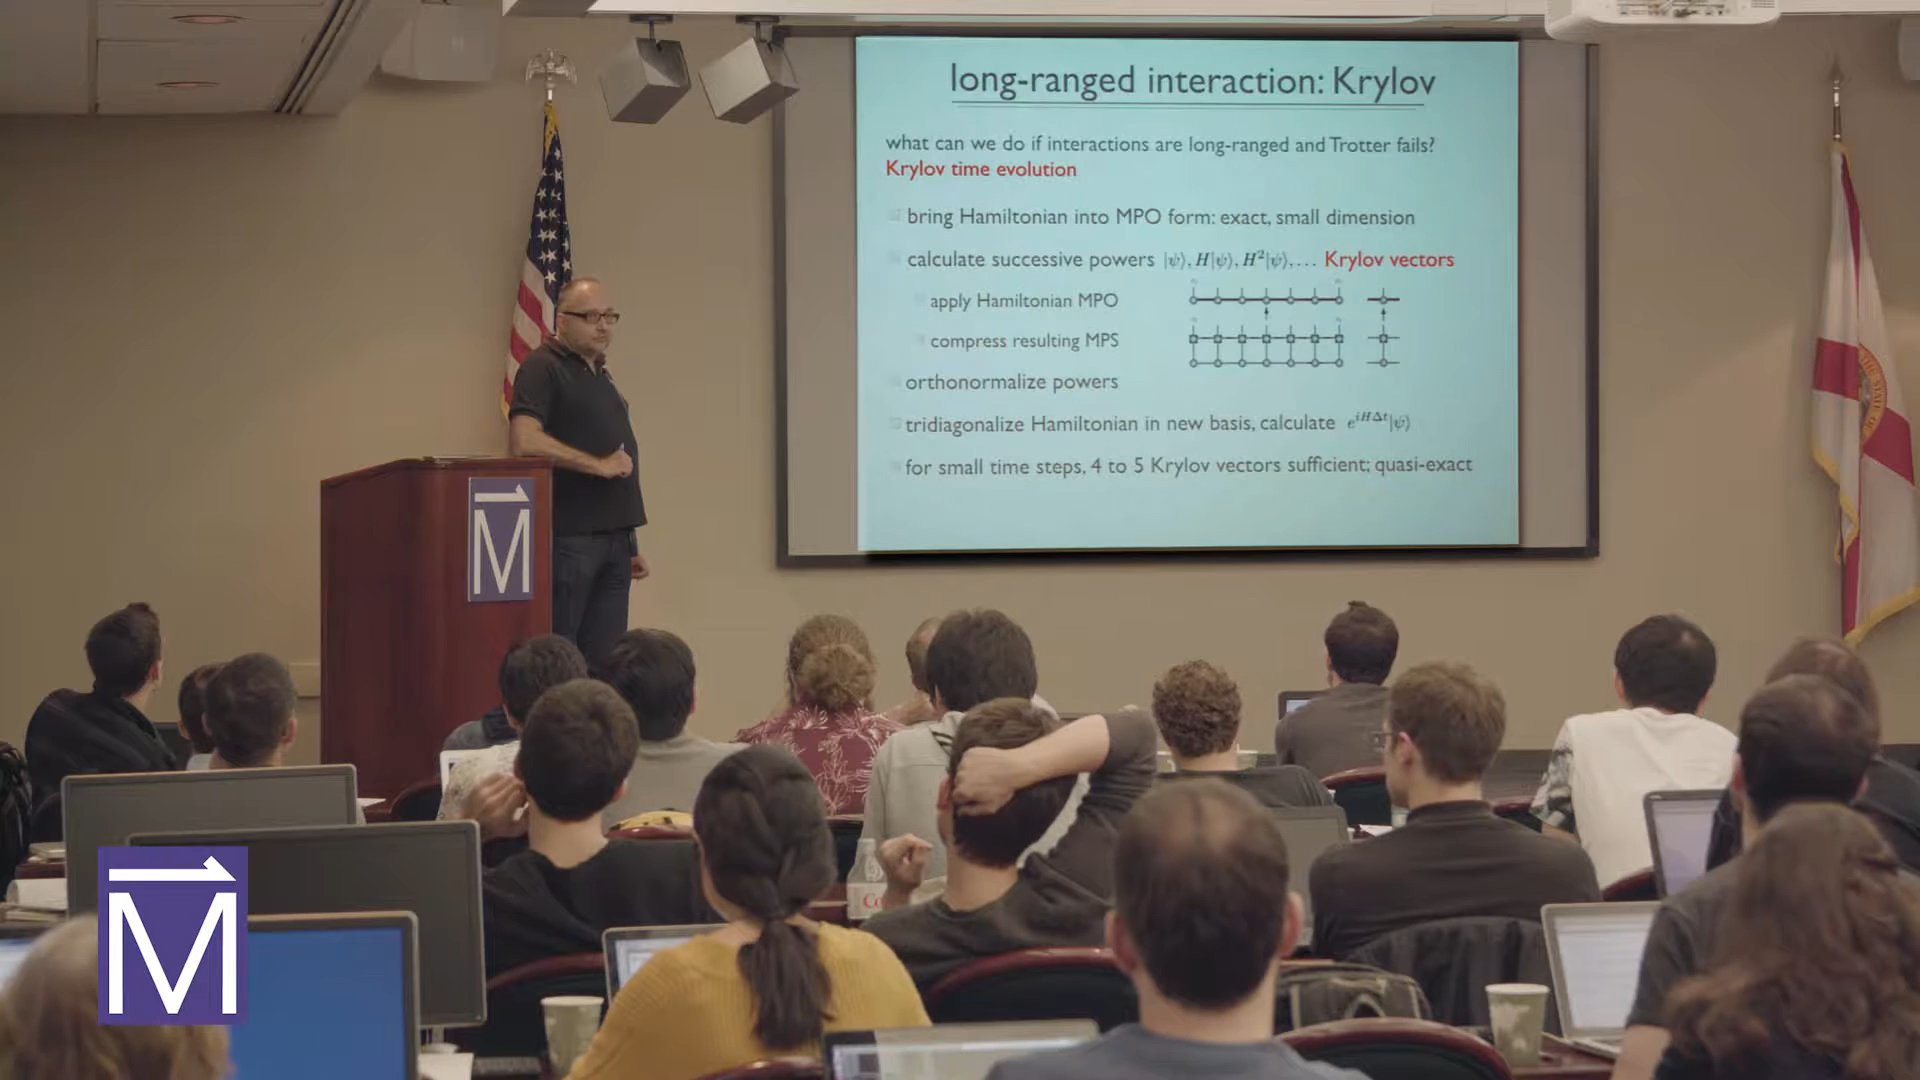 long-ranged interaction: Krylov
what can we do if interactions are long-ranged and Trotter fails?
Krylov time evolution
bring Hamiltonian into MPO form: exact, small dimension
calculate successive powers |ψ⟩, H|ψ⟩, H²|ψ⟩, … Krylov vectors
apply Hamiltonian MPO
compress resulting MPS
orthonormalize powers
tridiagonalize Hamiltonian in new basis, calculate e^{iHΔt}|ψ⟩
for small time steps, 4 to 5 Krylov vectors sufficient; quasi-exact
M
M
Co